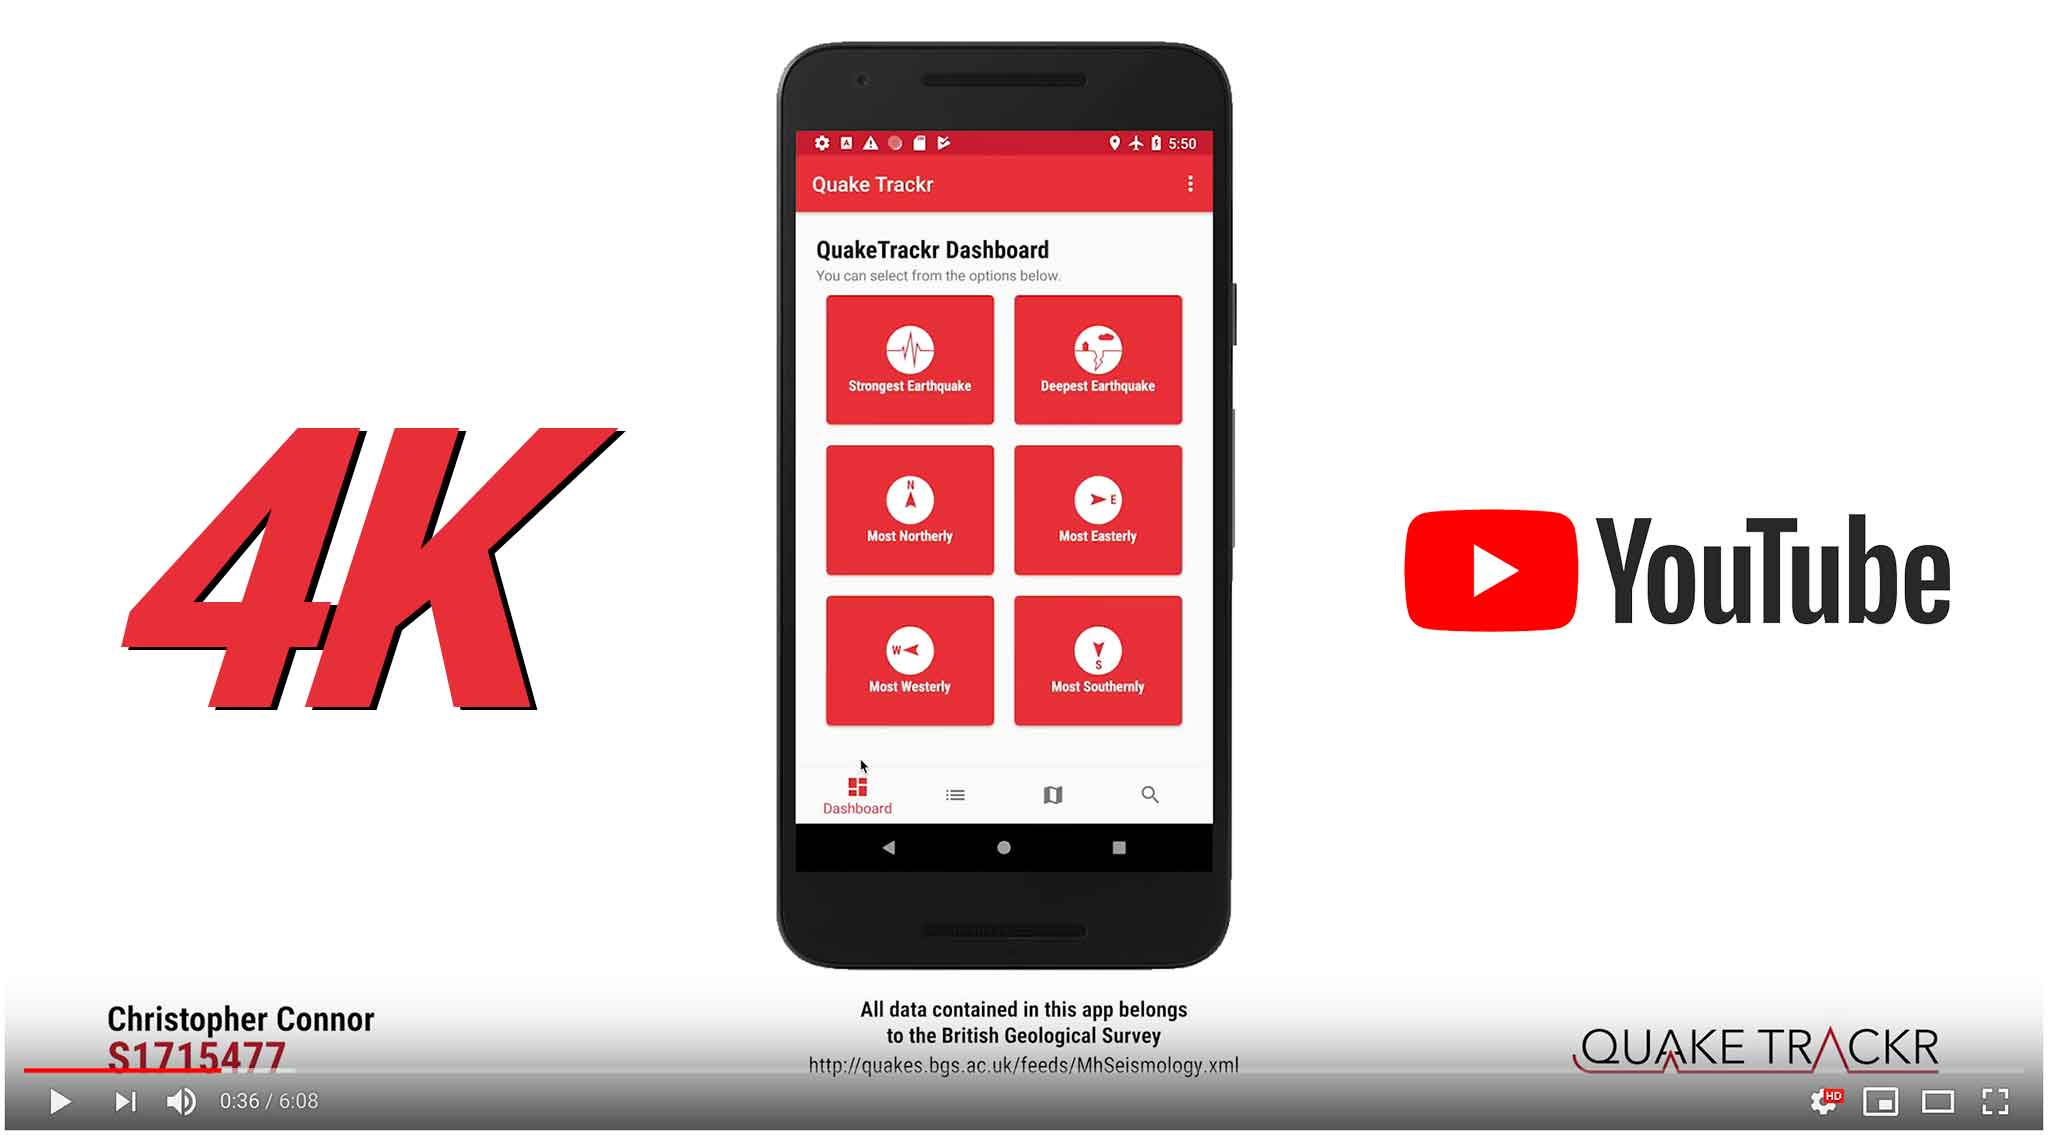 5:50
Quake Trackr
QuakeTrackr Dashboard
You can select from the options below.
Strongest Earthquake
Deepest Earthquake
N
Most Northerly
E
Most Easterly
W
Most Westerly
S
Most Southernly
Dashboard
4K
YouTube
Christopher Connor
S1715477
All data contained in this app belongs
to the British Geological Survey
http://quakes.bgs.ac.uk/feeds/MhSeismology.xml
QUAKE TRACKR
0:36 / 6:08
HD